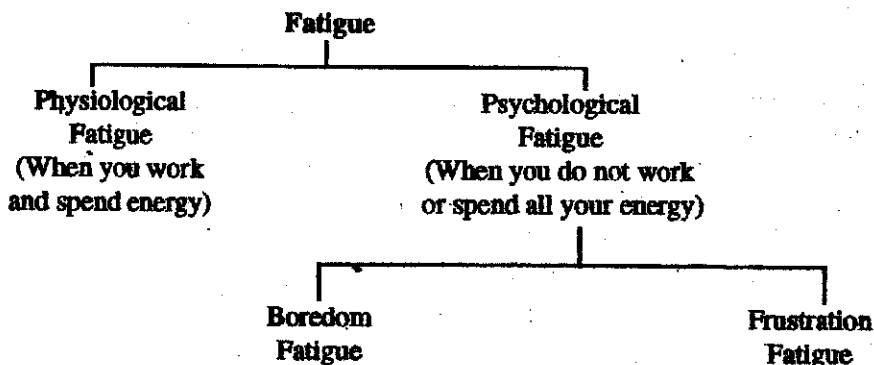 Fatigue
Physiological
Fatigue
(When you work
and spend energy)
Psychological
Fatigue
(When you do not work
or spend all your energy)
Boredom
Fatigue
Frustration
Fatigue